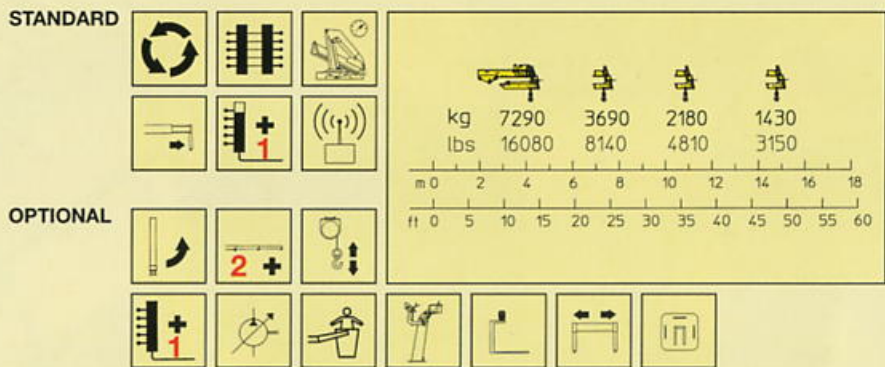 STANDARD
kg 7290 3690 2180 1430
+
1
lbs 16080 8140 4810 3150
m 0 2 4 6 8 10 12 14 16 18
OPTIONAL
ft 0 5 10 15 20 25 30 35 40 45 50 55 60
2 +
+
1